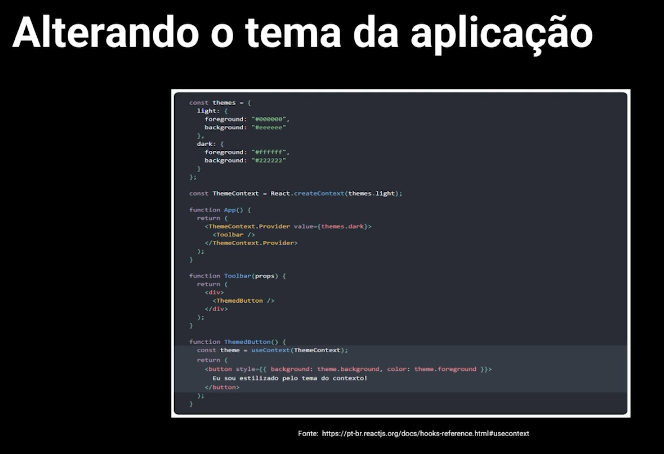 Alterando o tema da aplicação
const themes = {
light: {
foreground: "#000000",
background: "#eeeeee"
},
dark: {
foreground: "#ffffff",
background: "#222222"
}
};
const ThemeContext = React.createContext(themes.light);
function App() {
return (
<ThemeContext.Provider value={themes.dark}>
<Toolbar />
</ThemeContext.Provider>
);
}
function Toolbar(props) {
return (
<div>
<ThemedButton />
</div>
);
}
function ThemedButton() {
const theme = useContext(ThemeContext);
return (
<button style={{ background: theme.background, color: theme.foreground }}>
Eu sou estilizado pelo tema do contexto!
</button>
);
}
Fonte: https://pt-br.reactjs.org/docs/hooks-reference.html#usecontext